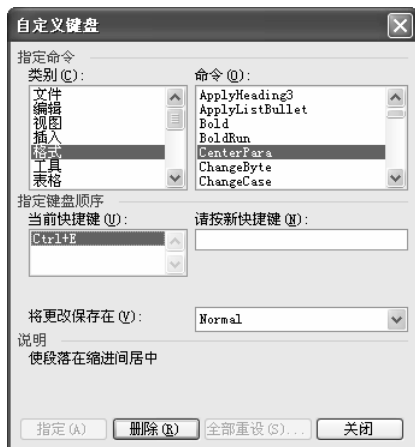 自定义键盘
指定命令
类别(C):
命令(O):
文件
编辑
视图
插入
格式
工具
表格
ApplyHeading3
ApplyListBullet
Bold
BoldRun
CenterPara
ChangeByte
ChangeCase
指定键盘顺序
当前快捷键(U):
请按新快捷键(N):
Ctrl+E
将更改保存在(V):
Normal
说明
使段落在缩进间居中
指定(A)
删除(R)
全部重设(S)...
关闭